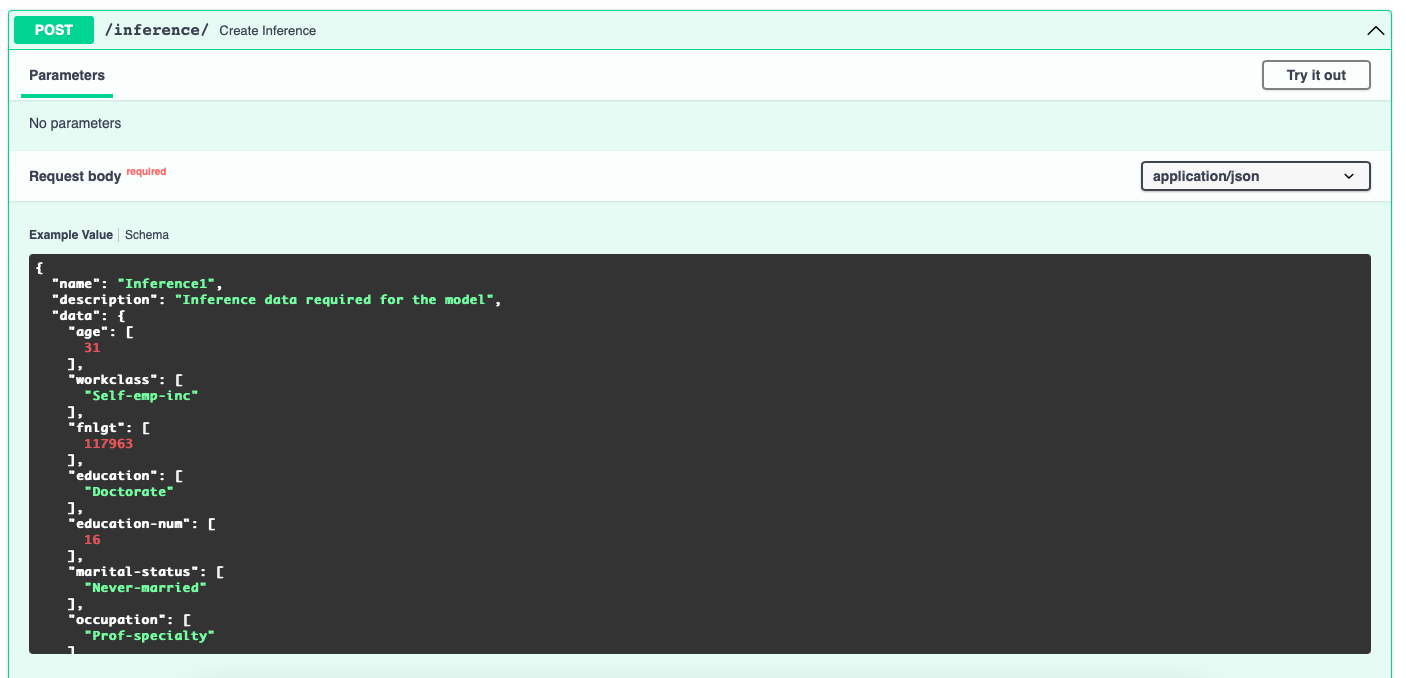 POST /inference/ Create Inference
Parameters
Try it out
No parameters
Request body required
application/json
Example Value Schema
{
  "name": "Inference1",
  "description": "Inference data required for the model",
  "data": {
    "age": [
      31
    ],
    "workclass": [
      "Self-emp-inc"
    ],
    "fnlgt": [
      117963
    ],
    "education": [
      "Doctorate"
    ],
    "education-num": [
      16
    ],
    "marital-status": [
      "Never-married"
    ],
    "occupation": [
      "Prof-specialty"
    ]